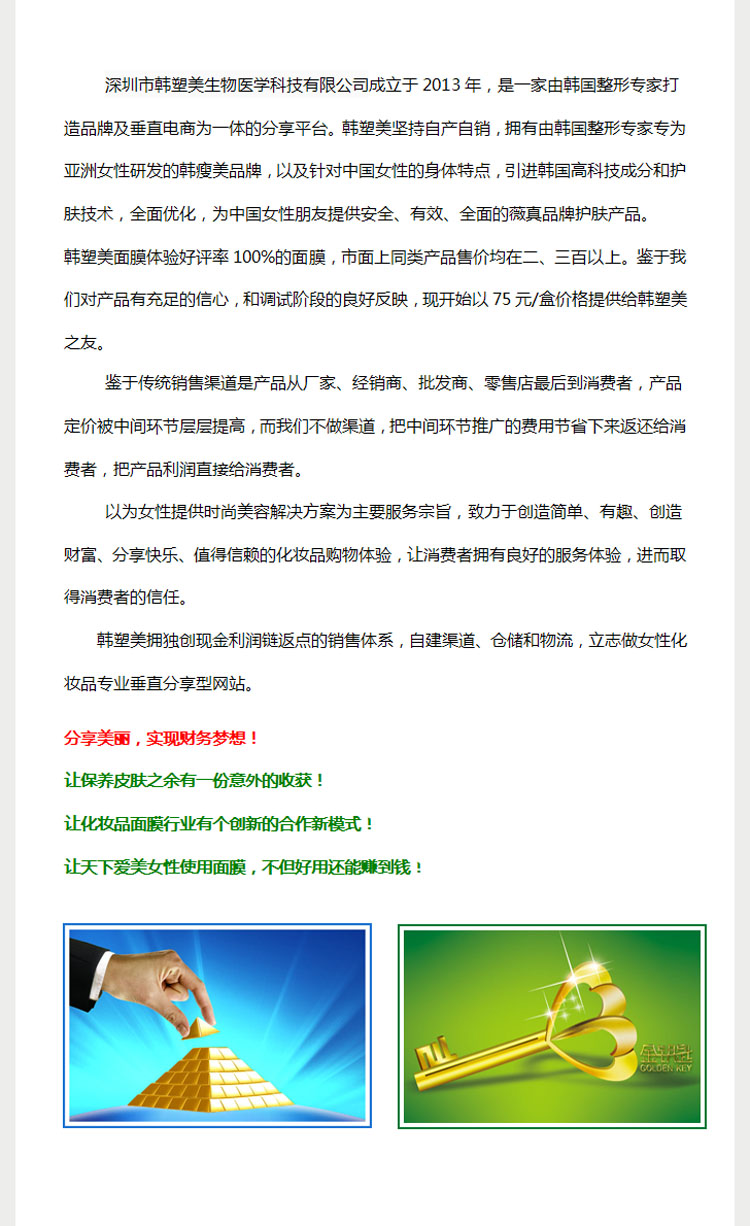 深圳市韩塑美生物医学科技有限公司成立于 2013 年，是一家由韩国整形专家打
造品牌及垂直电商为一体的分享平台。韩塑美坚持自产自销，拥有由韩国整形专家专为
亚洲女性研发的韩瘦美品牌，以及针对中国女性的身体特点，引进韩国高科技成分和护
肤技术，全面优化，为中国女性朋友提供安全、有效、全面的薇真品牌护肤产品。
韩塑美面膜体验好评率 100%的面膜，市面上同类产品售价均在二、三百以上。鉴于我
们对产品有充足的信心，和调试阶段的良好反映，现开始以 75 元/盒价格提供给韩塑美
之友。
鉴于传统销售渠道是产品从厂家、经销商、批发商、零售店最后到消费者，产品
定价被中间环节层层提高，而我们不做渠道，把中间环节推广的费用节省下来返还给消
费者，把产品利润直接给消费者。
以为女性提供时尚美容解决方案为主要服务宗旨，致力于创造简单、有趣、创造
财富、分享快乐、值得信赖的化妆品购物体验，让消费者拥有良好的服务体验，进而取
得消费者的信任。
韩塑美拥独创现金利润链返点的销售体系，自建渠道、仓储和物流，立志做女性化
妆品专业垂直分享型网站。
分享美丽，实现财务梦想！
让保养皮肤之余有一份意外的收获！
让化妆品面膜行业有个创新的合作新模式！
让天下爱美女性使用面膜，不但好用还能赚到钱！
GOLDEN KEY